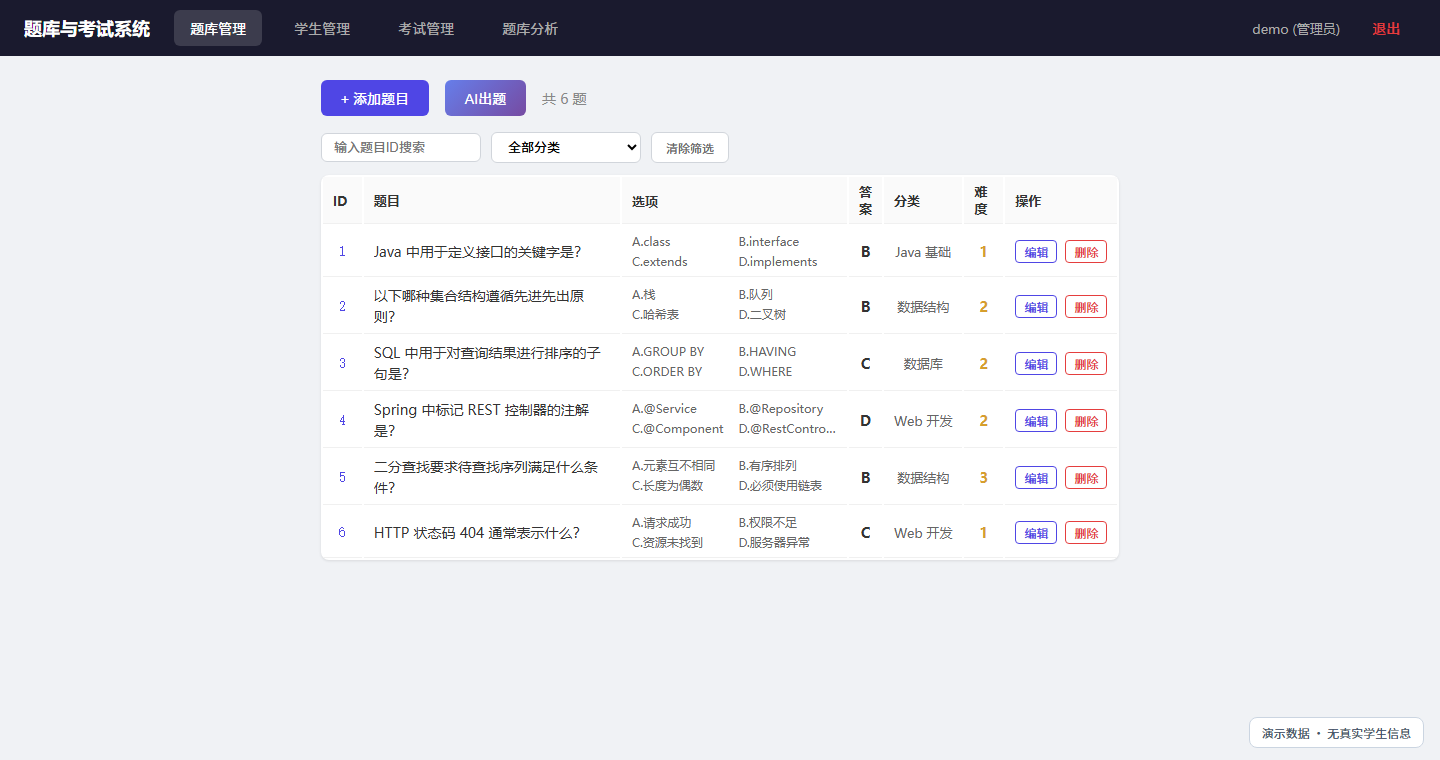 题库与考试系统 题库管理 学生管理 考试管理 题库分析 demo (管理员) 退出
+ 添加题目 AI出题 共 6 题
输入题目ID搜索 全部分类 清除筛选
ID 题目 选项 答案 分类 难度 操作
1 Java 中用于定义接口的关键字是? A.class B.interface B Java 基础 1 编辑 删除
C.extends D.implements
2 以下哪种集合结构遵循先进先出原 A.栈 B.队列 B 数据结构 2 编辑 删除
则? C.哈希表 D.二叉树
3 SQL 中用于对查询结果进行排序的子 A.GROUP BY B.HAVING C 数据库 2 编辑 删除
句是? C.ORDER BY D.WHERE
4 Spring 中标记 REST 控制器的注解 A.@Service B.@Repository D Web 开发 2 编辑 删除
是? C.@Component D.@RestContro...
5 二分查找要求待查找序列满足什么条 A.元素互不相同 B.有序排列 B 数据结构 3 编辑 删除
件? C.长度为偶数 D.必须使用链表
6 HTTP 状态码 404 通常表示什么? A.请求成功 B.权限不足 C Web 开发 1 编辑 删除
C.资源未找到 D.服务器异常
演示数据 · 无真实学生信息